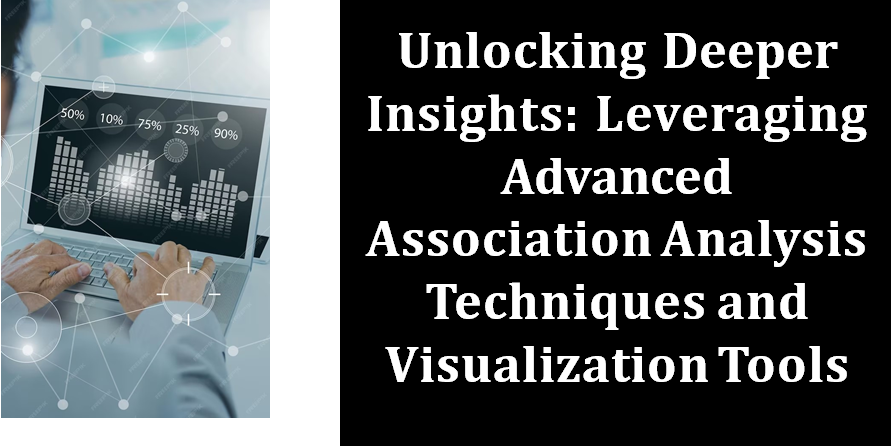 50% 10% 75% 25% 90%
Unlocking Deeper
Insights: Leveraging
Advanced
Association Analysis
Techniques and
Visualization Tools